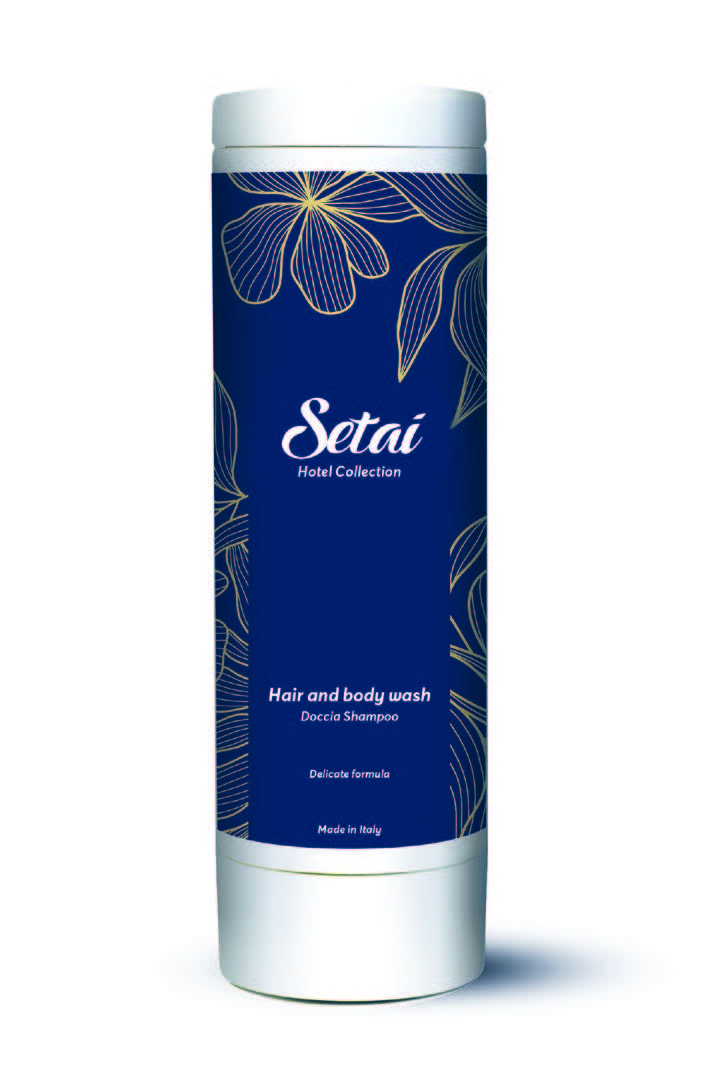 Setai
Hotel Collection
Hair and body wash
Doccia Shampoo
Delicate formula
Made in Italy